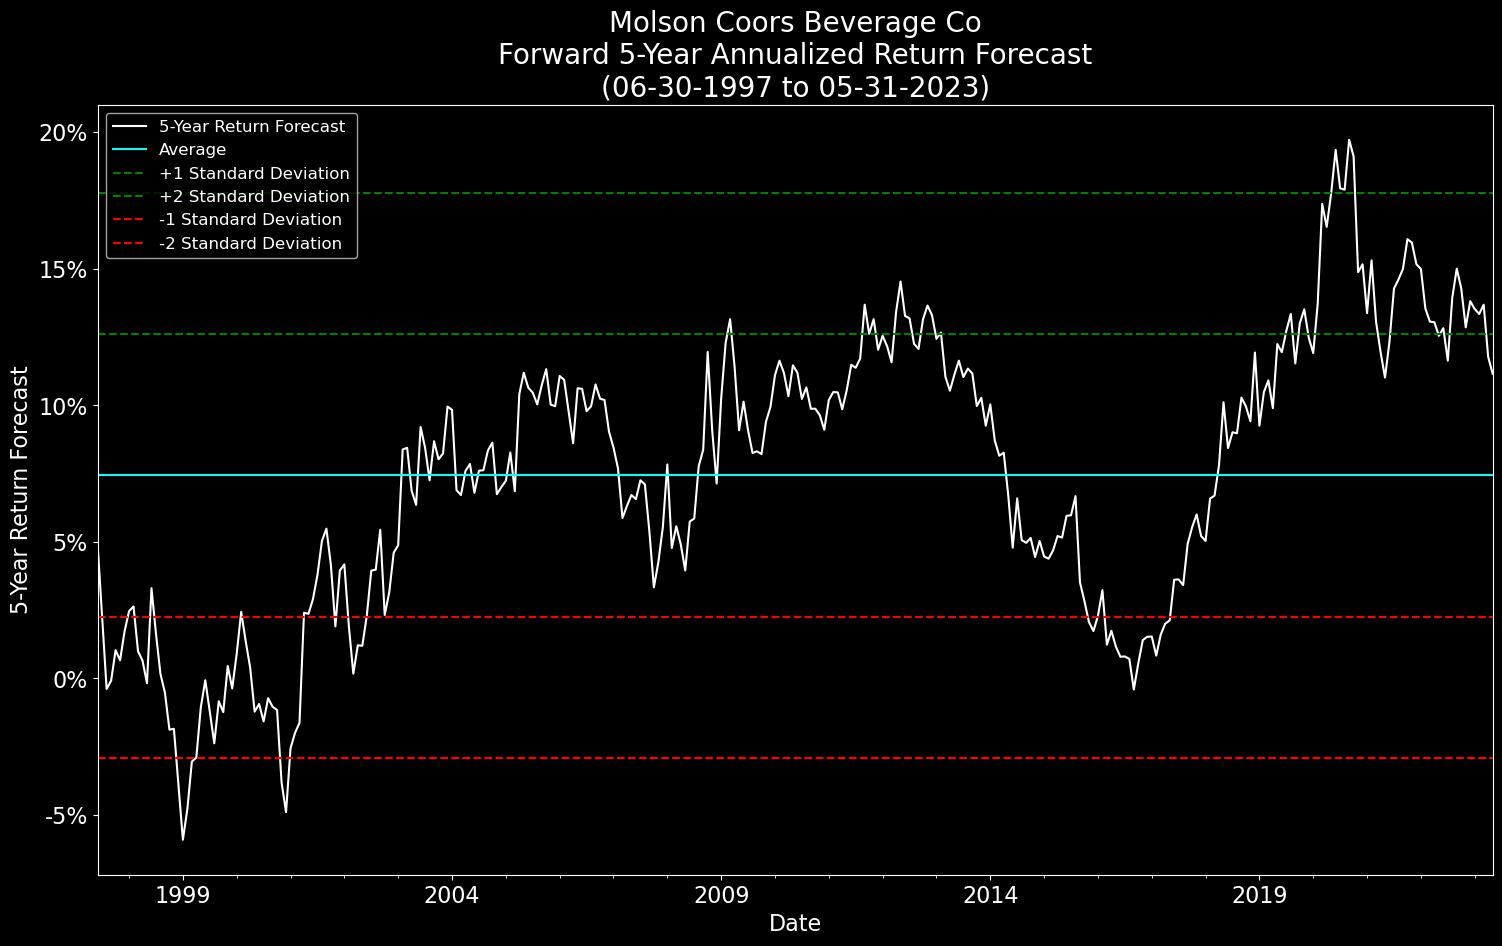 Molson Coors Beverage Co
Forward 5-Year Annualized Return Forecast
(06-30-1997 to 05-31-2023)
5-Year Return Forecast
Average
+1 Standard Deviation
+2 Standard Deviation
-1 Standard Deviation
-2 Standard Deviation
20%
15%
10%
5%
0%
-5%
5-Year Return Forecast
1999 2004 2009 2014 2019
Date